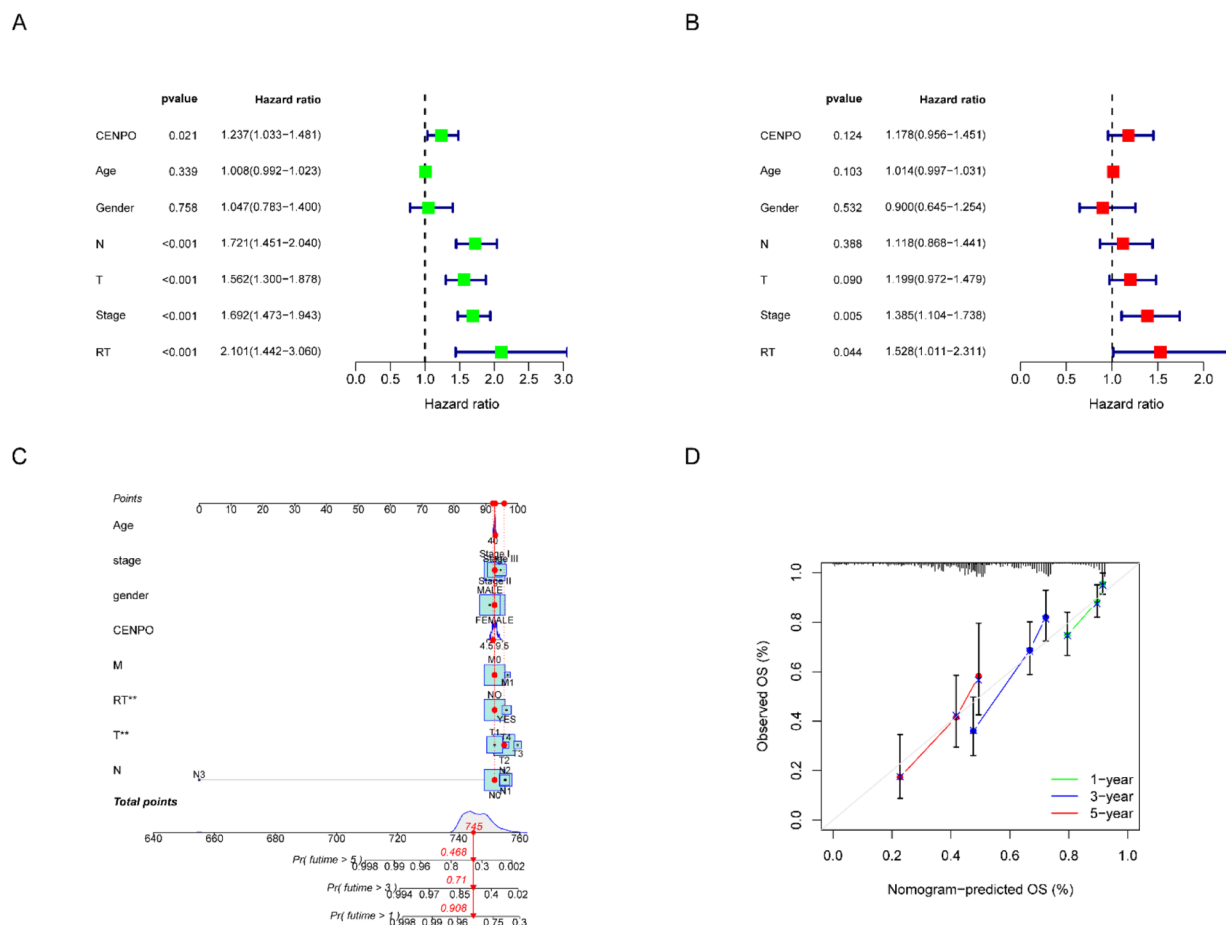 A
pvalue Hazard ratio
CENPO 0.021 1.237(1.033−1.481)
Age 0.339 1.008(0.992−1.023)
Gender 0.758 1.047(0.783−1.400)
N <0.001 1.721(1.451−2.040)
T <0.001 1.562(1.300−1.878)
Stage <0.001 1.692(1.473−1.943)
RT <0.001 2.101(1.442−3.060)
0.0 0.5 1.0 1.5 2.0 2.5 3.0
Hazard ratio
B
pvalue Hazard ratio
CENPO 0.124 1.178(0.956−1.451)
Age 0.103 1.014(0.997−1.031)
Gender 0.532 0.900(0.645−1.254)
N 0.388 1.118(0.868−1.441)
T 0.090 1.199(0.972−1.479)
Stage 0.005 1.385(1.104−1.738)
RT 0.044 1.528(1.011−2.311)
0.0 0.5 1.0 1.5 2.0
Hazard ratio
C
Points 0 10 20 30 40 50 60 70 80 90 100
Age
40
stage
Stage I
Stage III
Stage II
gender
MALE
FEMALE
CENPO
4.5 9.5
M
M0
M1
RT**
NO
YES
T**
T1
T4
T3
T2
N
N3
N2
N1
N0
Total points
640 660 680 700 720 740 760
745
0.468
Pr( futime > 5 ) 0.998 0.99 0.96 0.8 0.3 0.002
0.71
Pr( futime > 3 ) 0.994 0.97 0.85 0.4 0.02
0.908
Pr( futime > 1 ) 0.998 0.99 0.96 0.75 0.3
D
Observed OS (%)
0.0 0.2 0.4 0.6 0.8 1.0
1−year
3−year
5−year
0.0 0.2 0.4 0.6 0.8 1.0
Nomogram−predicted OS (%)